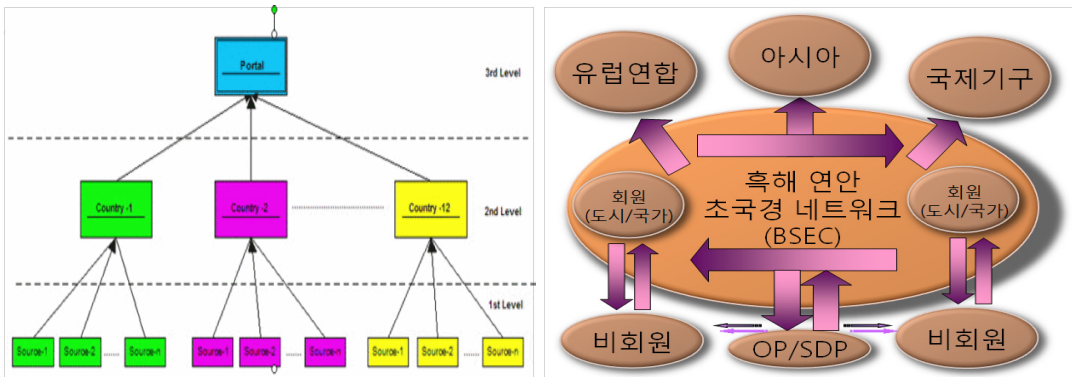 Portal
3rd Level
Country -1
Country -2
Country -12
2nd Level
1st Level
Source-1
Source-2
......
Source-n
Source-1
Source-2
......
Source-n
Source-1
Source-2
......
Source-n
유럽연합
아시아
국제기구
회원
(도시/국가)
흑해 연안
초국경 네트워크
(BSEC)
회원
(도시/국가)
비회원
OP/SDP
비회원